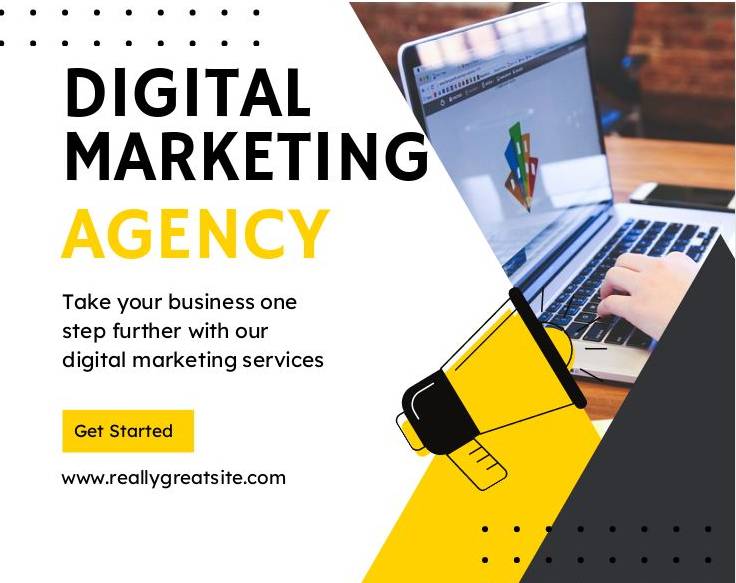 DIGITAL
MARKETING
AGENCY
Take your business one
step further with our
digital marketing services
Get Started
www.reallygreatsite.com